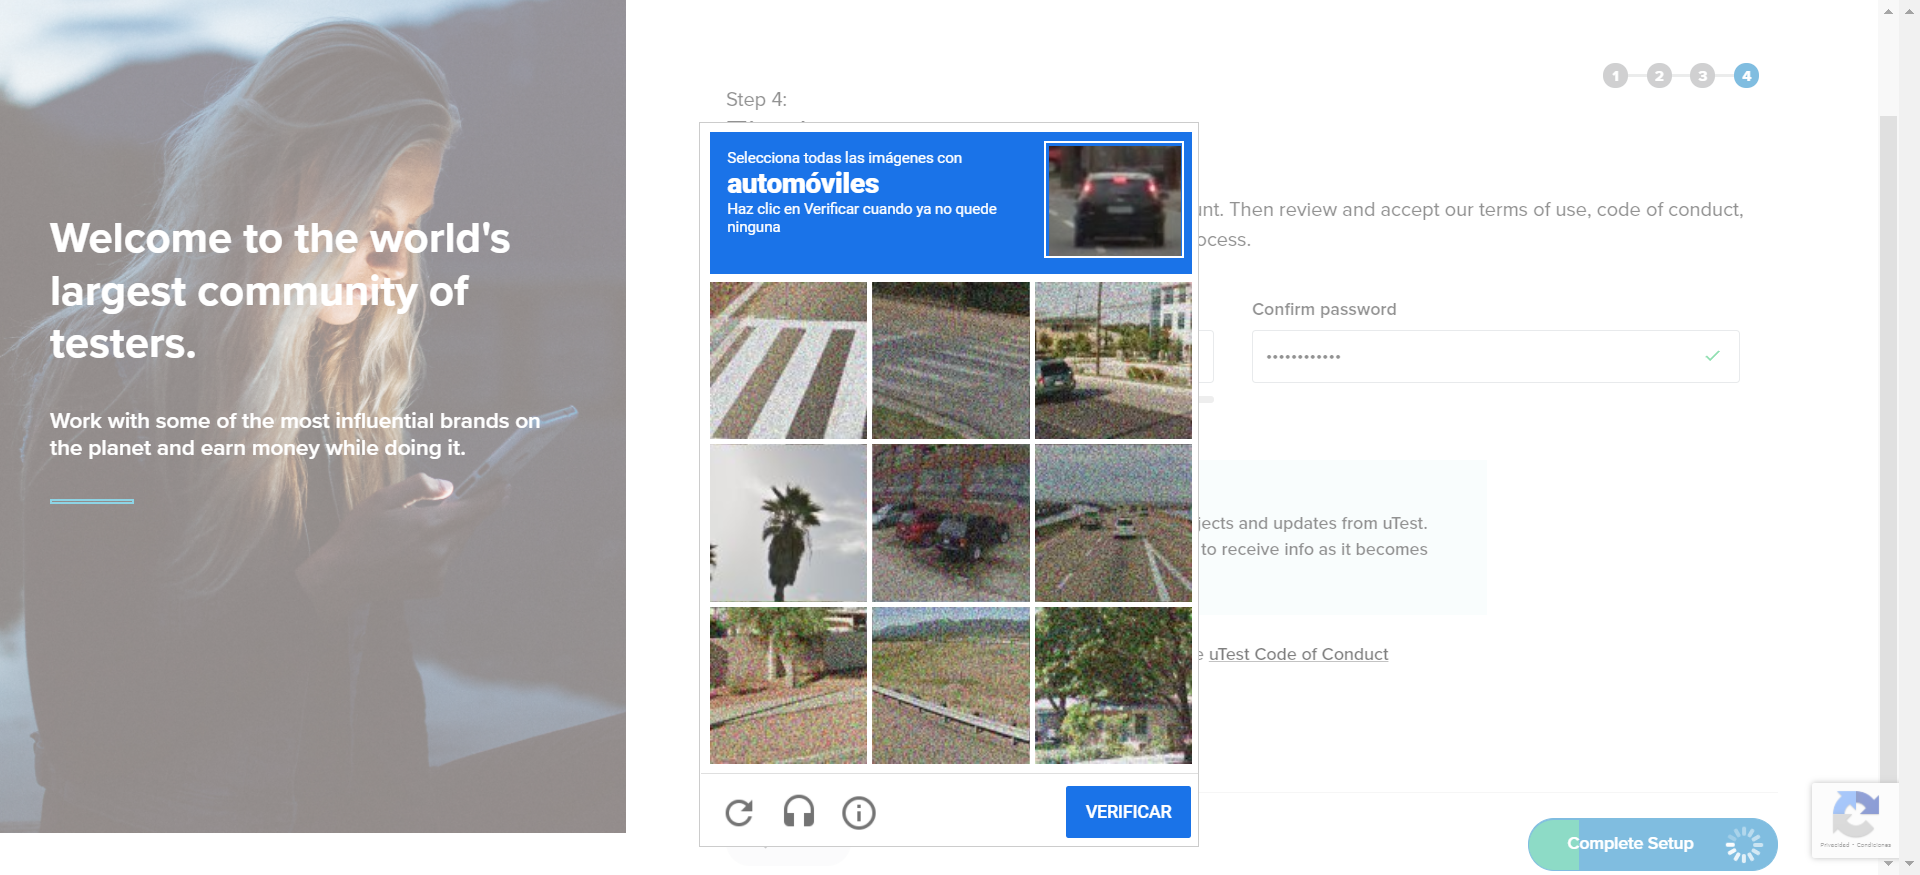 Welcome to the world's
largest community of
testers.
Work with some of the most influential brands on
the planet and earn money while doing it.
1 2 3 4
Step 4:
Selecciona todas las imágenes con
automóviles
Haz clic en Verificar cuando ya no quede
ninguna
unt. Then review and accept our terms of use, code of conduct,
ocess.
Confirm password
jects and updates from uTest.
to receive info as it becomes
e uTest Code of Conduct
VERIFICAR
Complete Setup
Privacidad - Condiciones